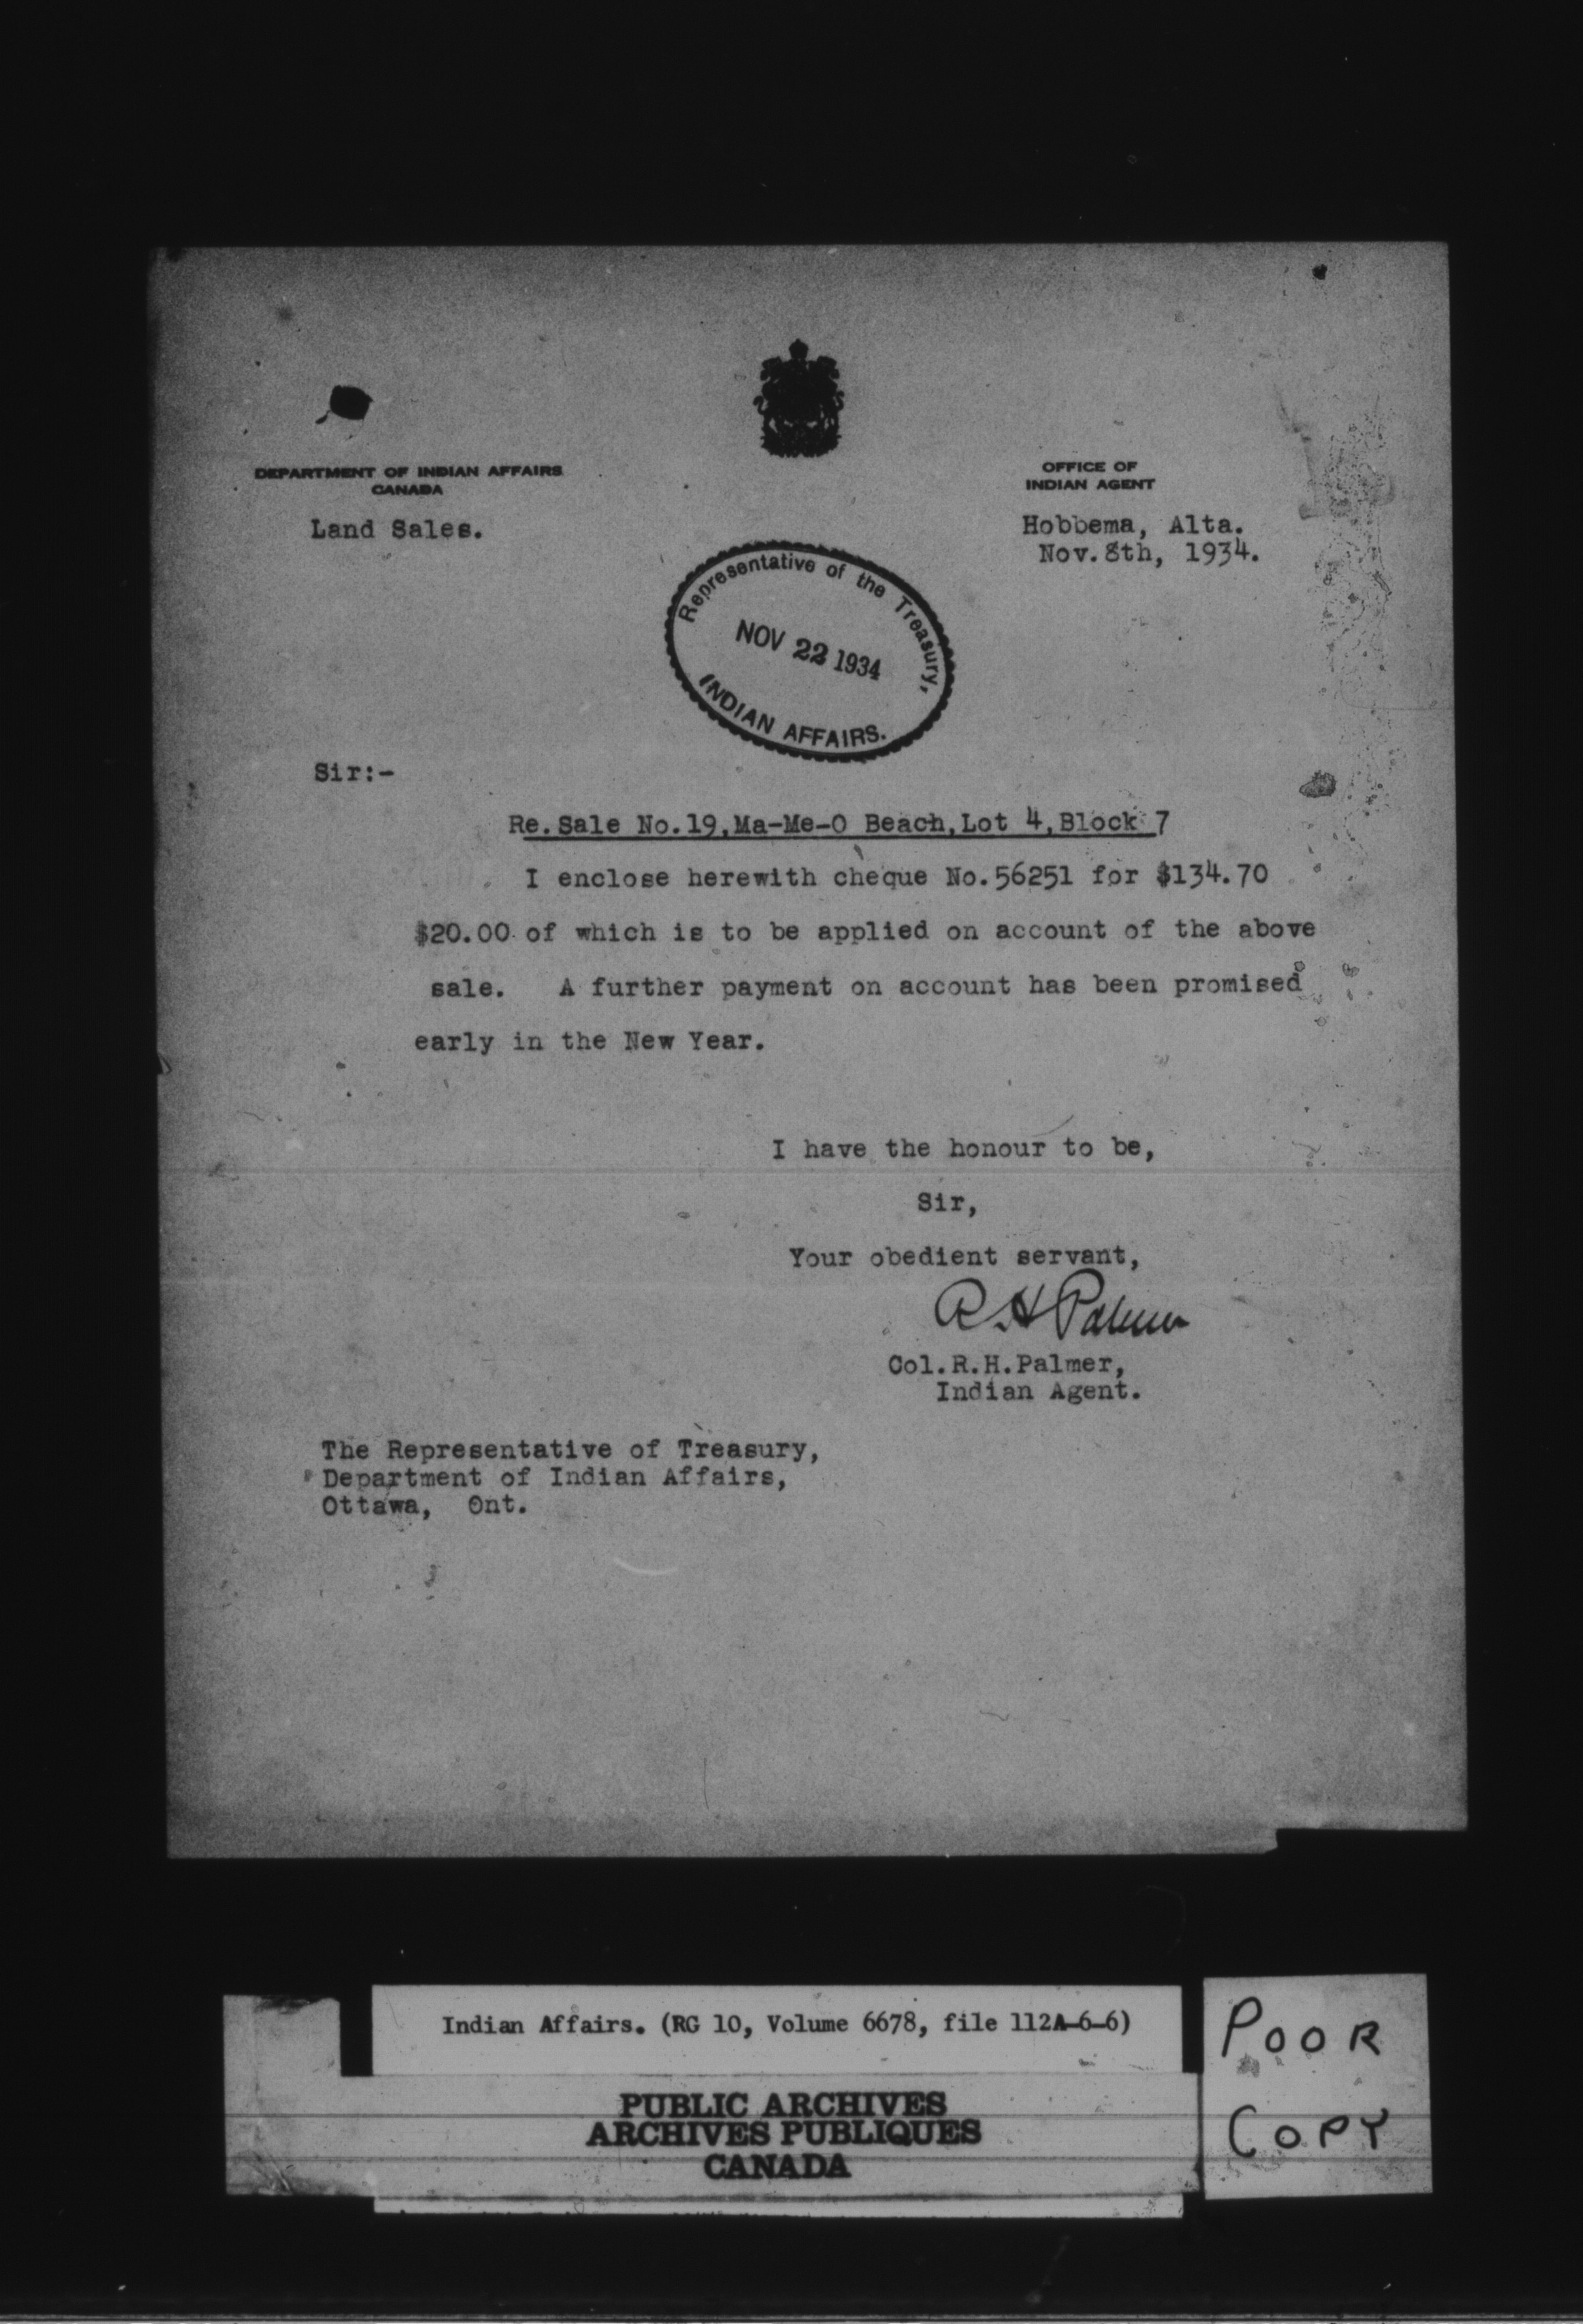 DEPARTMENT OF INDIAN AFFAIRS
CANADA
OFFICE OF
INDIAN AGENT
Land Sales.
Hobbema, Alta.
Nov. 8th, 1934.
Representative of the Treasury,
NOV 22 1934
INDIAN AFFAIRS.
Sir:-
Re. Sale No.19, Ma-Me-O Beach, Lot 4, Block 7
I enclose herewith cheque No.56251 for $134.70
$20.00 of which is to be applied on account of the above
sale. A further payment on account has been promised
early in the New Year.
I have the honour to be,
Sir,
Your obedient servant,
R H Palmer
Col.R.H.Palmer,
Indian Agent.
The Representative of Treasury,
Department of Indian Affairs,
Ottawa, Ont.
Indian Affairs. (RG 10, Volume 6678, file 112A-6-6)
PUBLIC ARCHIVES
ARCHIVES PUBLIQUES
CANADA
POOR
COPY